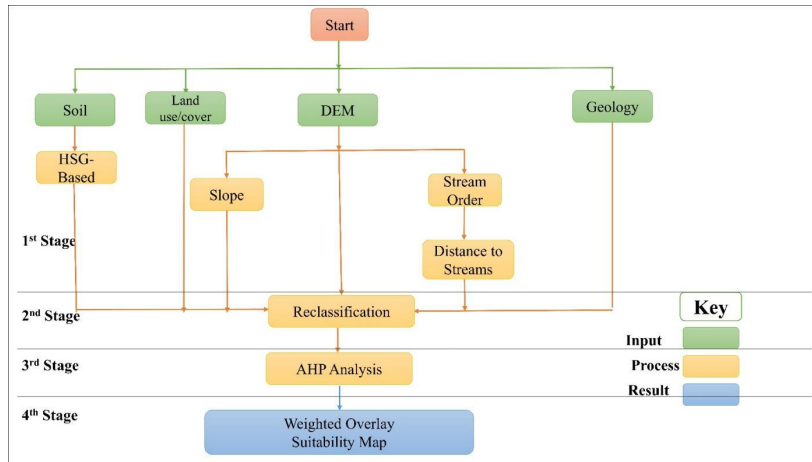 Start
Soil
Land
use/cover
DEM
Geology
HSG-
Based
Slope
Stream
Order
1st Stage
Distance to
Streams
2nd Stage
Reclassification
Key
Input
3rd Stage
AHP Analysis
Process
Result
4th Stage
Weighted Overlay
Suitability Map